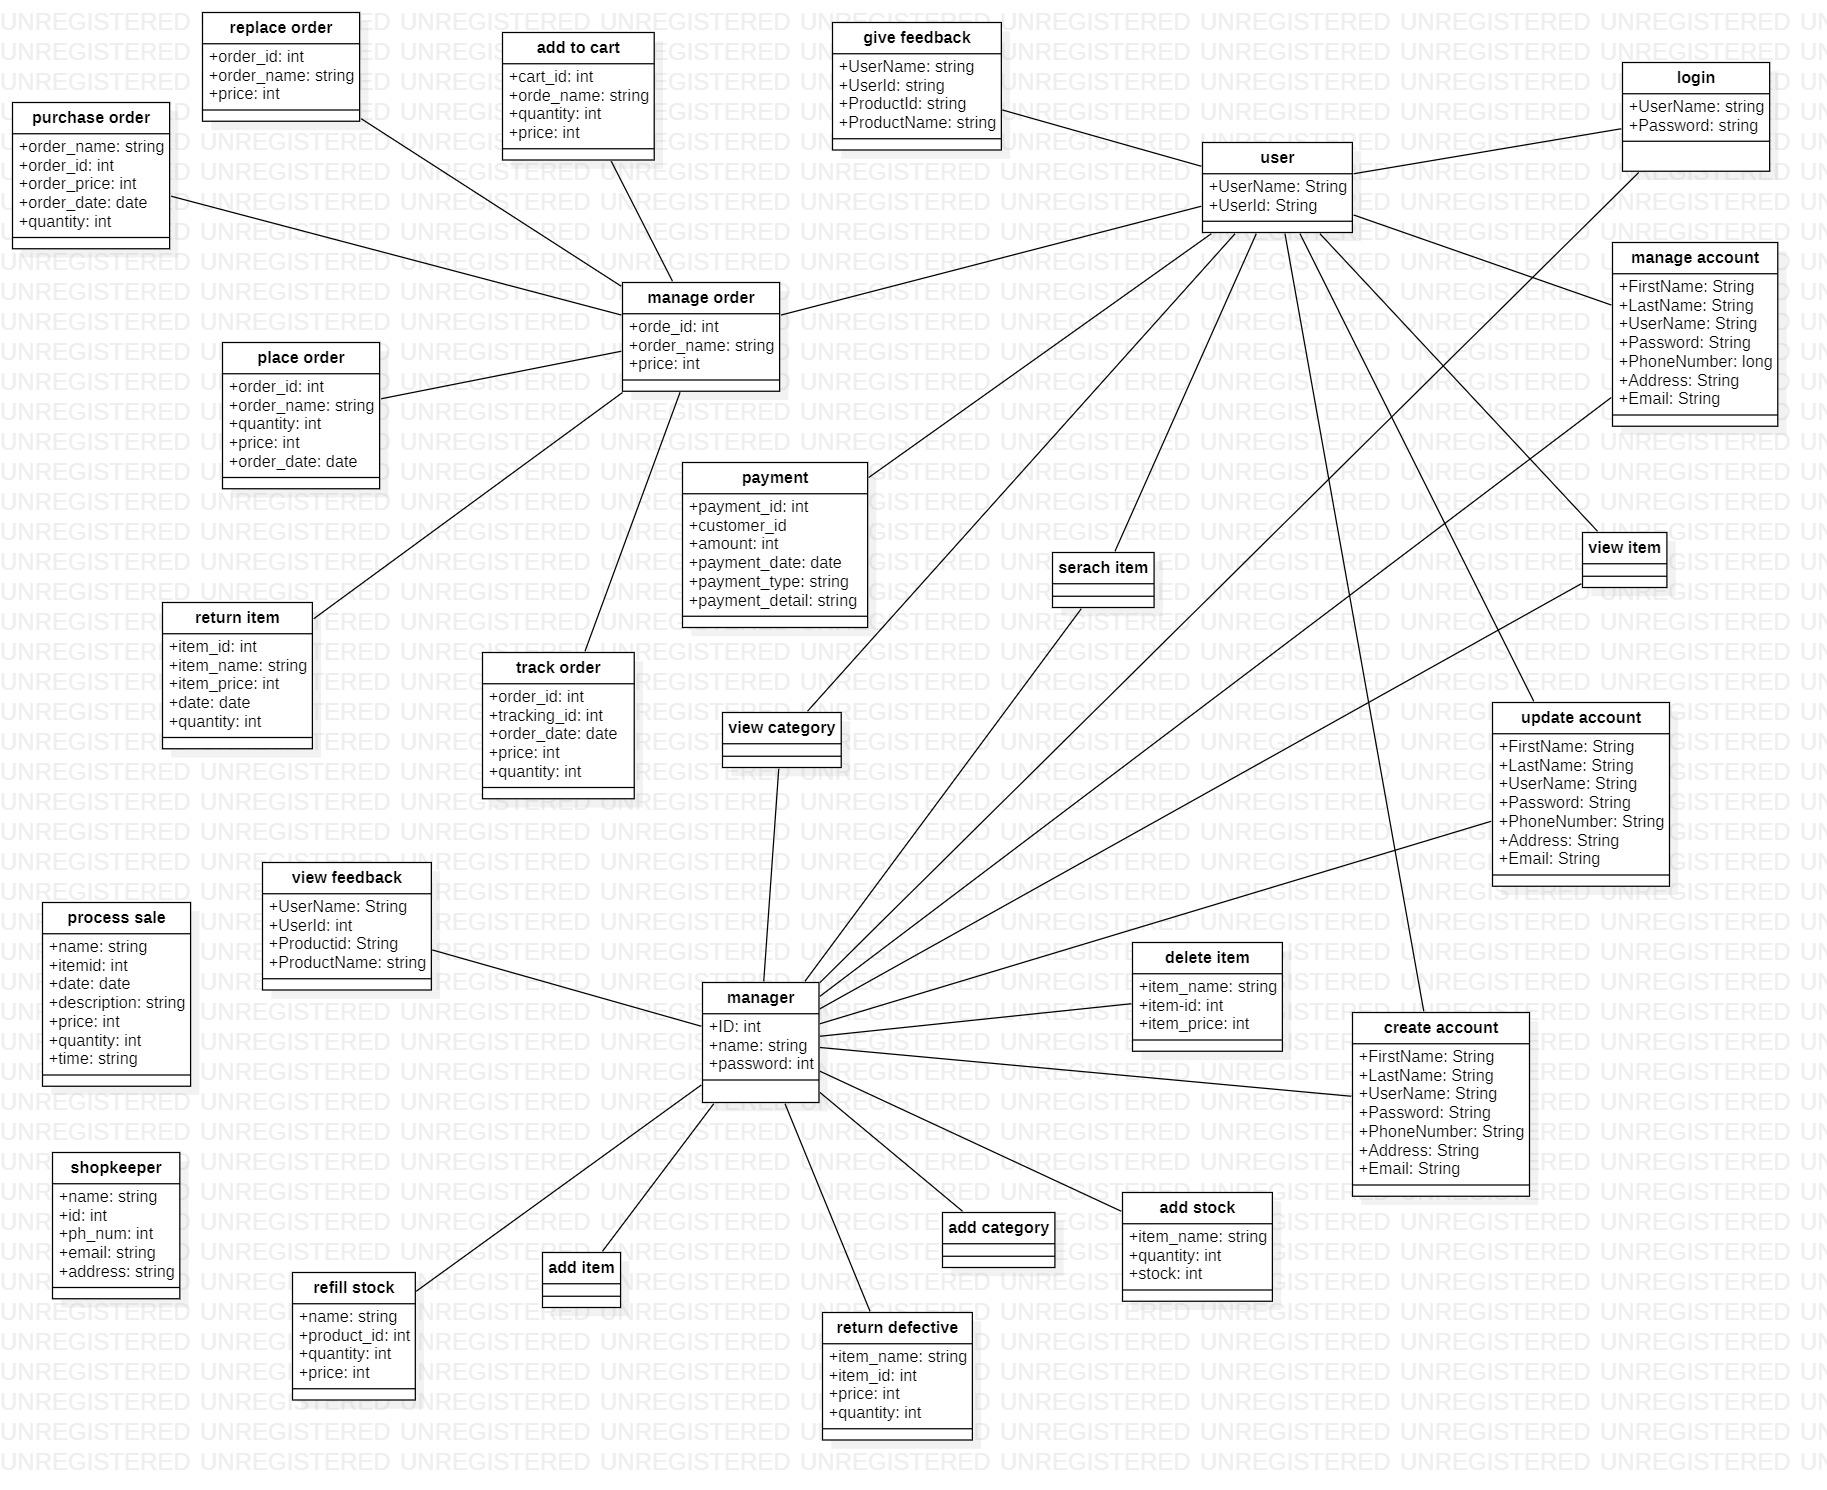 replace order
+order_id: int
+order_name: string
+price: int
add to cart
+cart_id: int
+orde_name: string
+quantity: int
+price: int
give feedback
+UserName: string
+UserId: string
+ProductId: string
+ProductName: string
login
+UserName: string
+Password: string
purchase order
+order_name: string
+order_id: int
+order_price: int
+order_date: date
+quantity: int
user
+UserName: String
+UserId: String
manage account
+FirstName: String
+LastName: String
+UserName: String
+Password: String
+PhoneNumber: long
+Address: String
+Email: String
manage order
+orde_id: int
+order_name: string
+price: int
place order
+order_id: int
+order_name: string
+quantity: int
+price: int
+order_date: date
payment
+payment_id: int
+customer_id
+amount: int
+payment_date: date
+payment_type: string
+payment_detail: string
serach item
view item
return item
+item_id: int
+item_name: string
+item_price: int
+date: date
+quantity: int
track order
+order_id: int
+tracking_id: int
+order_date: date
+price: int
+quantity: int
view category
update account
+FirstName: String
+LastName: String
+UserName: String
+Password: String
+PhoneNumber: String
+Address: String
+Email: String
view feedback
+UserName: String
+UserId: int
+Productid: String
+ProductName: string
process sale
+name: string
+itemid: int
+date: date
+description: string
+price: int
+quantity: int
+time: string
manager
+ID: int
+name: string
+password: int
delete item
+item_name: string
+item-id: int
+item_price: int
create account
+FirstName: String
+LastName: String
+UserName: String
+Password: String
+PhoneNumber: String
+Address: String
+Email: String
shopkeeper
+name: string
+id: int
+ph_num: int
+email: string
+address: string
refill stock
+name: string
+product_id: int
+quantity: int
+price: int
add item
add category
add stock
+item_name: string
+quantity: int
+stock: int
return defective
+item_name: string
+item_id: int
+price: int
+quantity: int
UNREGISTERED